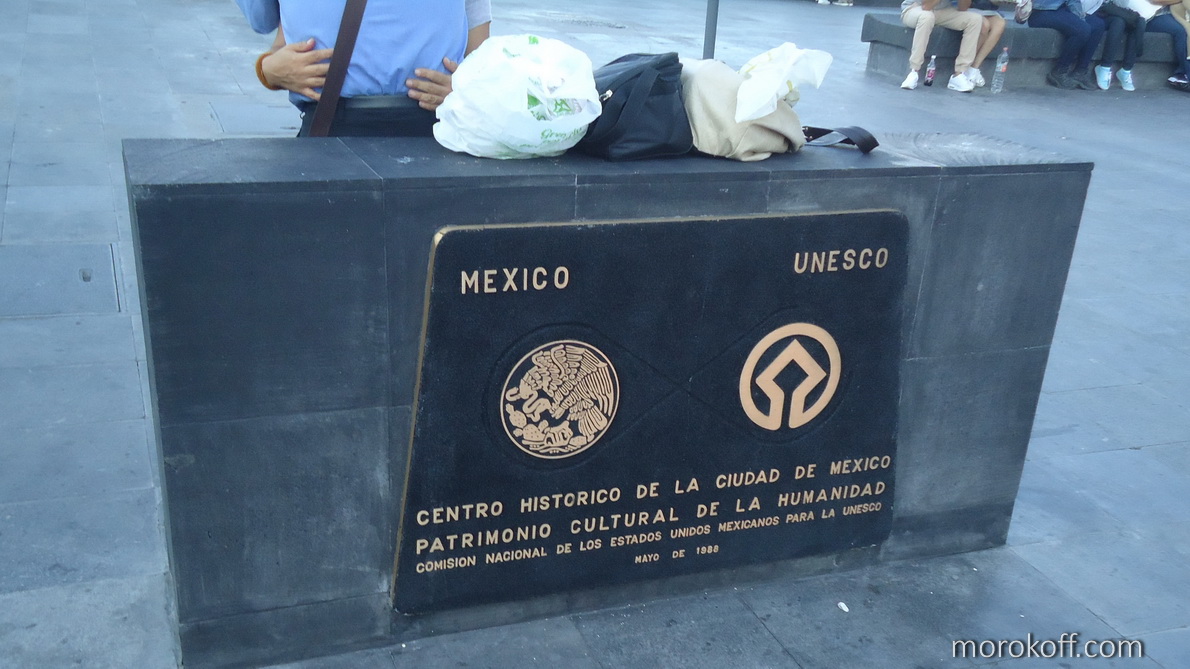 MEXICO
UNESCO
CENTRO HISTORICO DE LA CIUDAD DE MEXICO
PATRIMONIO CULTURAL DE LA HUMANIDAD
COMISION NACIONAL DE LOS ESTADOS UNIDOS MEXICANOS PARA LA UNESCO
MAYO DE 1988
morokoff.com